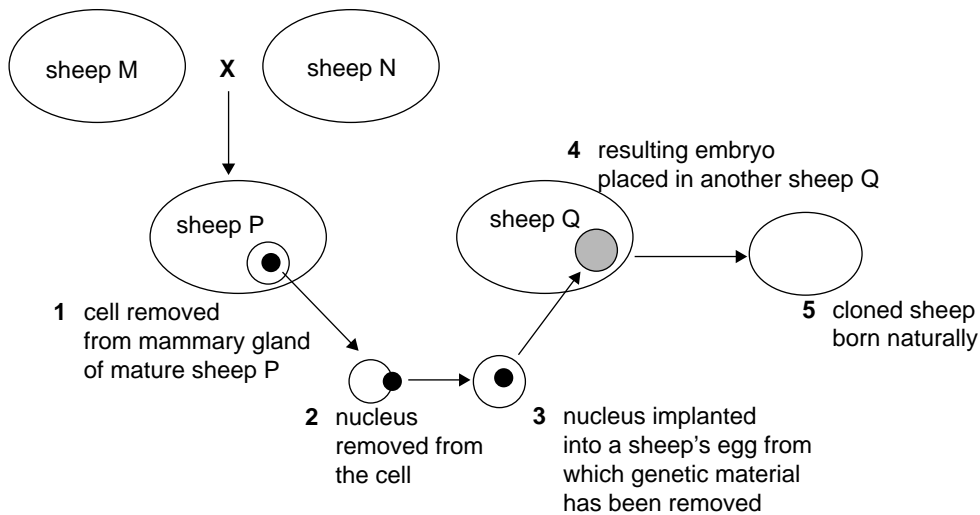 sheep M
X
sheep N
4 resulting embryo
placed in another sheep Q
sheep P
sheep Q
1 cell removed
from mammary gland
of mature sheep P
5 cloned sheep
born naturally
2 nucleus
removed from
the cell
3 nucleus implanted
into a sheep's egg from
which genetic material
has been removed